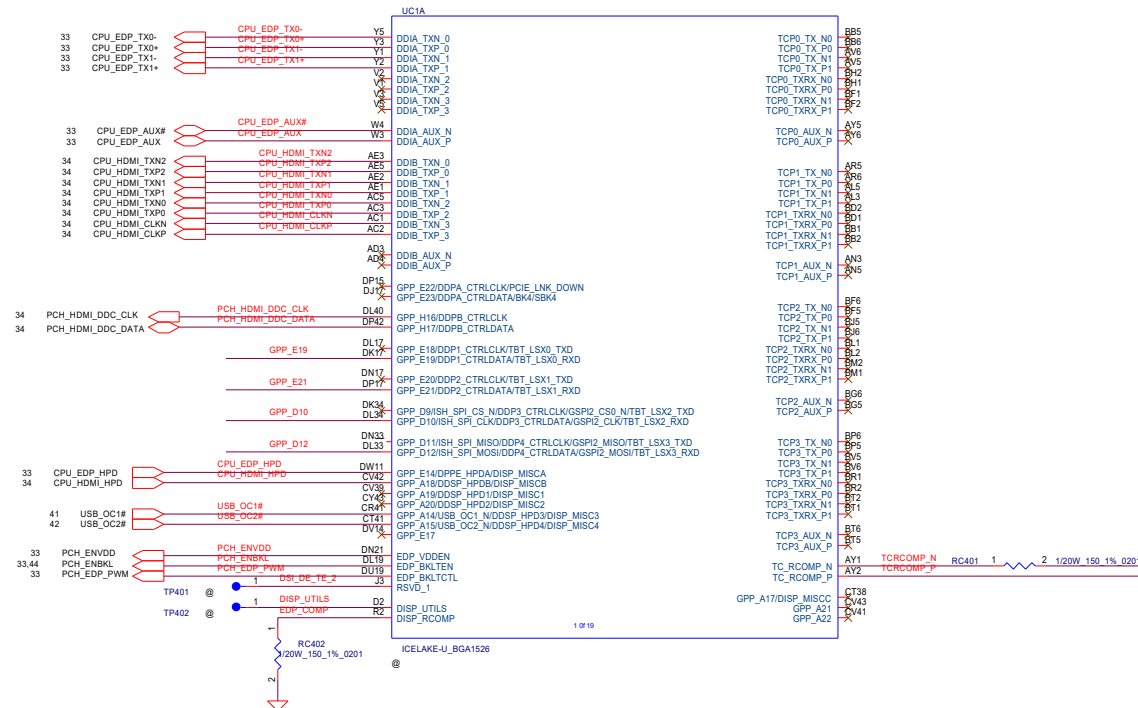 UC1A
33 CPU_EDP_TX0- CPU_EDP_TX0- Y5 DDIA_TXN_0
33 CPU_EDP_TX0+ CPU_EDP_TX0+ Y3 DDIA_TXP_0
33 CPU_EDP_TX1- CPU_EDP_TX1- Y1 DDIA_TXN_1
33 CPU_EDP_TX1+ CPU_EDP_TX1+ Y2 DDIA_TXP_1
V2 DDIA_TXN_2
V1 DDIA_TXP_2
V3 DDIA_TXN_3
V5 DDIA_TXP_3
33 CPU_EDP_AUX# CPU_EDP_AUX# W4 DDIA_AUX_N
33 CPU_EDP_AUX CPU_EDP_AUX W3 DDIA_AUX_P
34 CPU_HDMI_TXN2 CPU_HDMI_TXN2 AE3 DDIB_TXN_0
34 CPU_HDMI_TXP2 CPU_HDMI_TXP2 AE5 DDIB_TXP_0
34 CPU_HDMI_TXN1 CPU_HDMI_TXN1 AE2 DDIB_TXN_1
34 CPU_HDMI_TXP1 CPU_HDMI_TXP1 AE1 DDIB_TXP_1
34 CPU_HDMI_TXN0 CPU_HDMI_TXN0 AC5 DDIB_TXN_2
34 CPU_HDMI_TXP0 CPU_HDMI_TXP0 AC3 DDIB_TXP_2
34 CPU_HDMI_CLKN CPU_HDMI_CLKN AC1 DDIB_TXN_3
34 CPU_HDMI_CLKP CPU_HDMI_CLKP AC2 DDIB_TXP_3
AD3 DDIB_AUX_N
AD4 DDIB_AUX_P
DP15 GPP_E22/DDPA_CTRLCLK/PCIE_LNK_DOWN
DJ17 GPP_E23/DDPA_CTRLDATA/BK4/SBK4
34 PCH_HDMI_DDC_CLK PCH_HDMI_DDC_CLK DL40 GPP_H16/DDPB_CTRLCLK
34 PCH_HDMI_DDC_DATA PCH_HDMI_DDC_DATA DP42 GPP_H17/DDPB_CTRLDATA
DL17 GPP_E18/DDP1_CTRLCLK/TBT_LSX0_TXD
GPP_E19 DK17 GPP_E19/DDP1_CTRLDATA/TBT_LSX0_RXD
DN17 GPP_E20/DDP2_CTRLCLK/TBT_LSX1_TXD
GPP_E21 DP17 GPP_E21/DDP2_CTRLDATA/TBT_LSX1_RXD
DK34 GPP_D9/ISH_SPI_CS_N/DDP3_CTRLCLK/GSPI2_CS0_N/TBT_LSX2_TXD
GPP_D10 DL34 GPP_D10/ISH_SPI_CLK/DDP3_CTRLDATA/GSPI2_CLK/TBT_LSX2_RXD
DN33 GPP_D11/ISH_SPI_MISO/DDP4_CTRLCLK/GSPI2_MISO/TBT_LSX3_TXD
GPP_D12 DL33 GPP_D12/ISH_SPI_MOSI/DDP4_CTRLDATA/GSPI2_MOSI/TBT_LSX3_RXD
33 CPU_EDP_HPD CPU_EDP_HPD DW11 GPP_E14/DPPE_HPDA/DISP_MISCA
34 CPU_HDMI_HPD CPU_HDMI_HPD CV42 GPP_A18/DDSP_HPDB/DISP_MISCB
CV39 GPP_A19/DDSP_HPD1/DISP_MISC1
CY43 GPP_A20/DDSP_HPD2/DISP_MISC2
41 USB_OC1# USB_OC1# CR41 GPP_A14/USB_OC1_N/DDSP_HPD3/DISP_MISC3
42 USB_OC2# USB_OC2# CT41 GPP_A15/USB_OC2_N/DDSP_HPD4/DISP_MISC4
DV14 GPP_E17
33 PCH_ENVDD PCH_ENVDD DN21 EDP_VDDEN
33,44 PCH_ENBKL PCH_ENBKL DL19 EDP_BKLTEN
33 PCH_EDP_PWM PCH_EDP_PWM DU19 EDP_BKLTCTL
TP401 @ 1 DSI_DE_TE_2 J3 RSVD_1
TP402 @ 1 DISP_UTILS D2 DISP_UTILS
EDP_COMP R2 DISP_RCOMP
1
RC402
1/20W_150_1%_0201
2
TCP0_TX_N0 BB5
TCP0_TX_P0 BB6
TCP0_TX_N1 AV6
TCP0_TX_P1 AV5
TCP0_TXRX_N0 BH2
TCP0_TXRX_P0 BH1
TCP0_TXRX_N1 BF1
TCP0_TXRX_P1 BF2
TCP0_AUX_N AY5
TCP0_AUX_P AY6
TCP1_TX_N0 AR5
TCP1_TX_P0 AR6
TCP1_TX_N1 AL5
TCP1_TX_P1 AL3
TCP1_TXRX_N0 BD2
TCP1_TXRX_P0 BD1
TCP1_TXRX_N1 BB1
TCP1_TXRX_P1 BB2
TCP1_AUX_N AN3
TCP1_AUX_P AN5
TCP2_TX_N0 BF6
TCP2_TX_P0 BF5
TCP2_TX_N1 BJ5
TCP2_TX_P1 BJ6
TCP2_TXRX_N0 BL1
TCP2_TXRX_P0 BL2
TCP2_TXRX_N1 BM2
TCP2_TXRX_P1 BM1
TCP2_AUX_N BG6
TCP2_AUX_P BG5
TCP3_TX_N0 BP6
TCP3_TX_P0 BP5
TCP3_TX_N1 BV5
TCP3_TX_P1 BV6
TCP3_TXRX_N0 BR1
TCP3_TXRX_P0 BR2
TCP3_TXRX_N1 BT2
TCP3_TXRX_P1 BT1
TCP3_AUX_N BT6
TCP3_AUX_P BT5
TC_RCOMP_N AY1 TCRCOMP_N RC401 1 2 1/20W_150_1%_0201
TC_RCOMP_P AY2 TCRCOMP_P
GPP_A17/DISP_MISCC CT38
GPP_A21 CV43
GPP_A22 CV41
1 of 19
ICELAKE-U_BGA1526
@